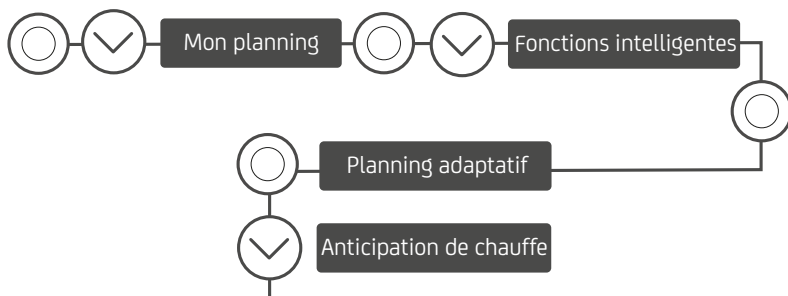 Mon planning
Fonctions intelligentes
Planning adaptatif
Anticipation de chauffe